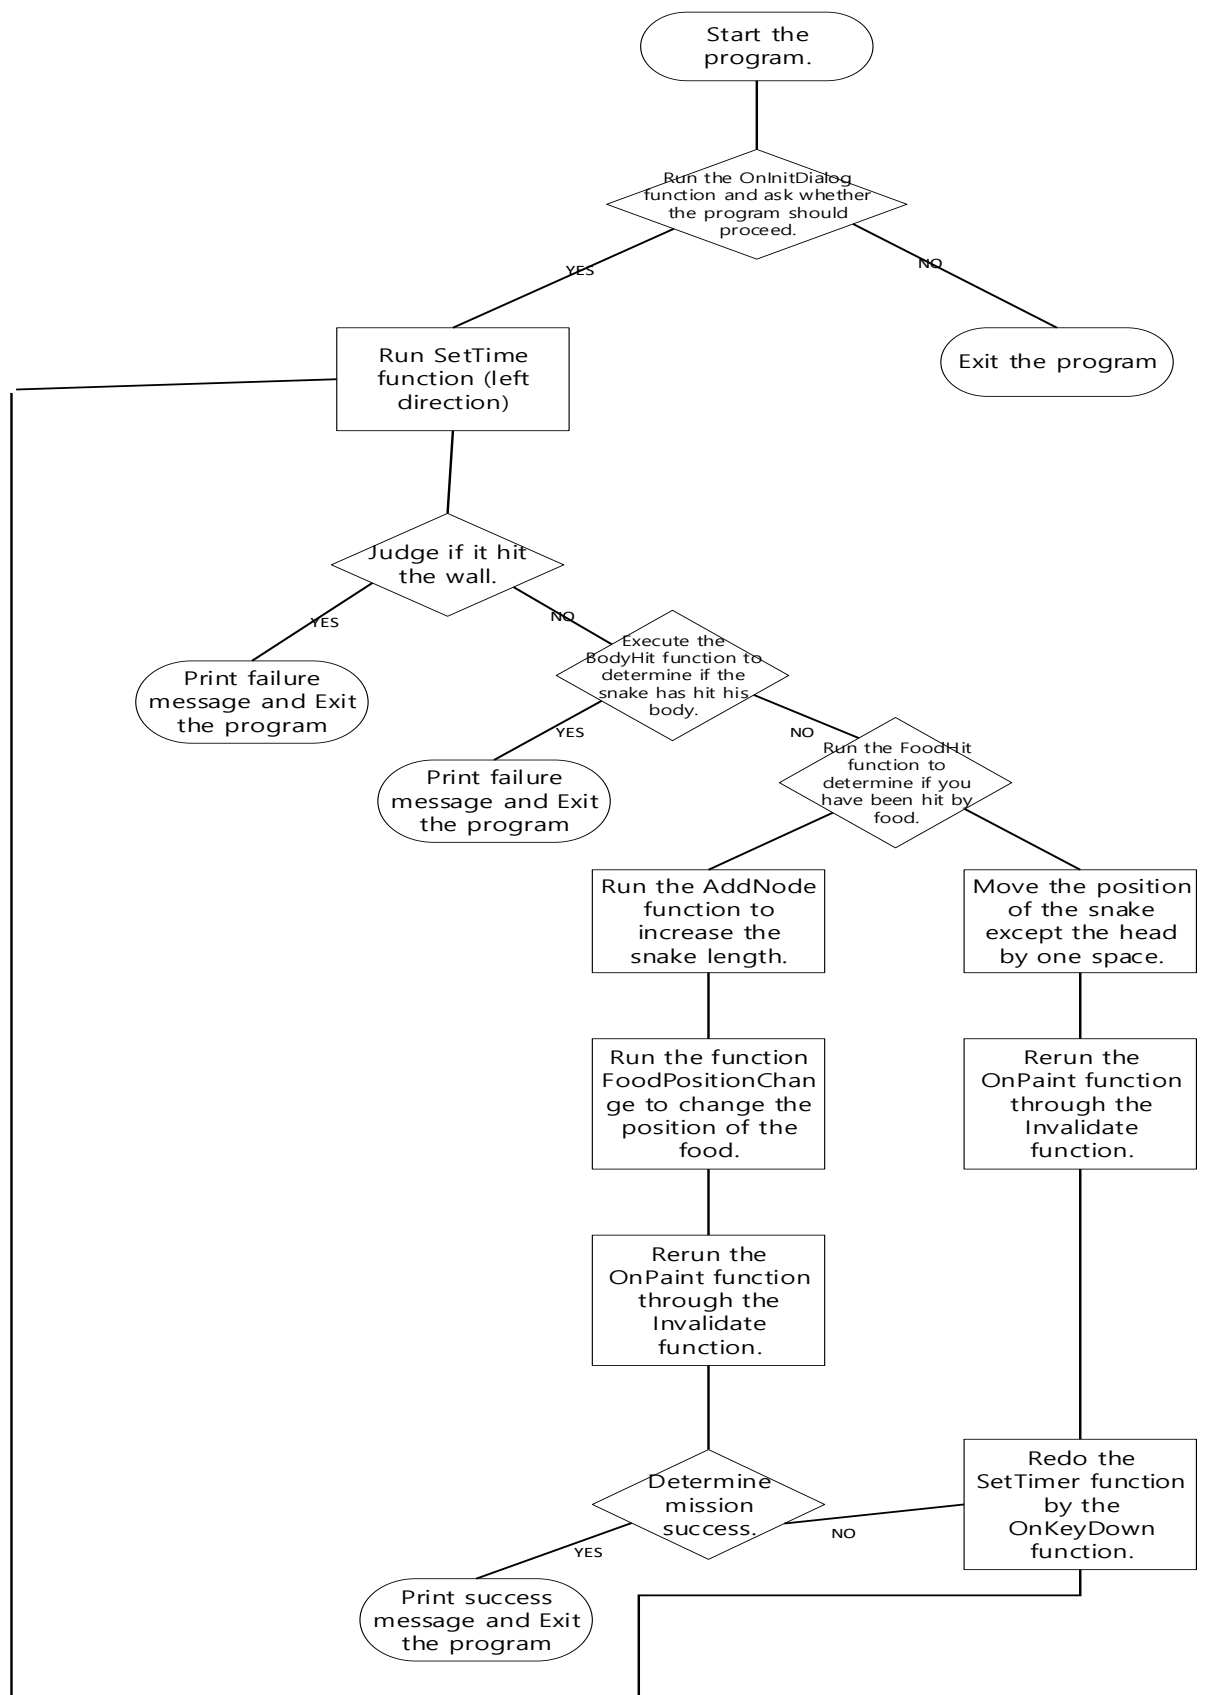 Start the
program.
Run the OnInitDialog
function and ask whether
the program should
proceed.
YES
NO
Run SetTime
function (left
direction)
Exit the program
Judge if it hit
the wall.
YES
NO
Print failure
message and Exit
the program
Execute the
BodyHit function to
determine if the
snake has hit his
body.
YES
NO
Print failure
message and Exit
the program
Run the FoodHit
function to
determine if you
have been hit by
food.
Run the AddNode
function to
increase the
snake length.
Move the position
of the snake
except the head
by one space.
Run the function
FoodPositionChan
ge to change the
position of the
food.
Rerun the
OnPaint function
through the
Invalidate
function.
Rerun the
OnPaint function
through the
Invalidate
function.
Determine
mission
success.
YES
NO
Redo the
SetTimer function
by the
OnKeyDown
function.
Print success
message and Exit
the program